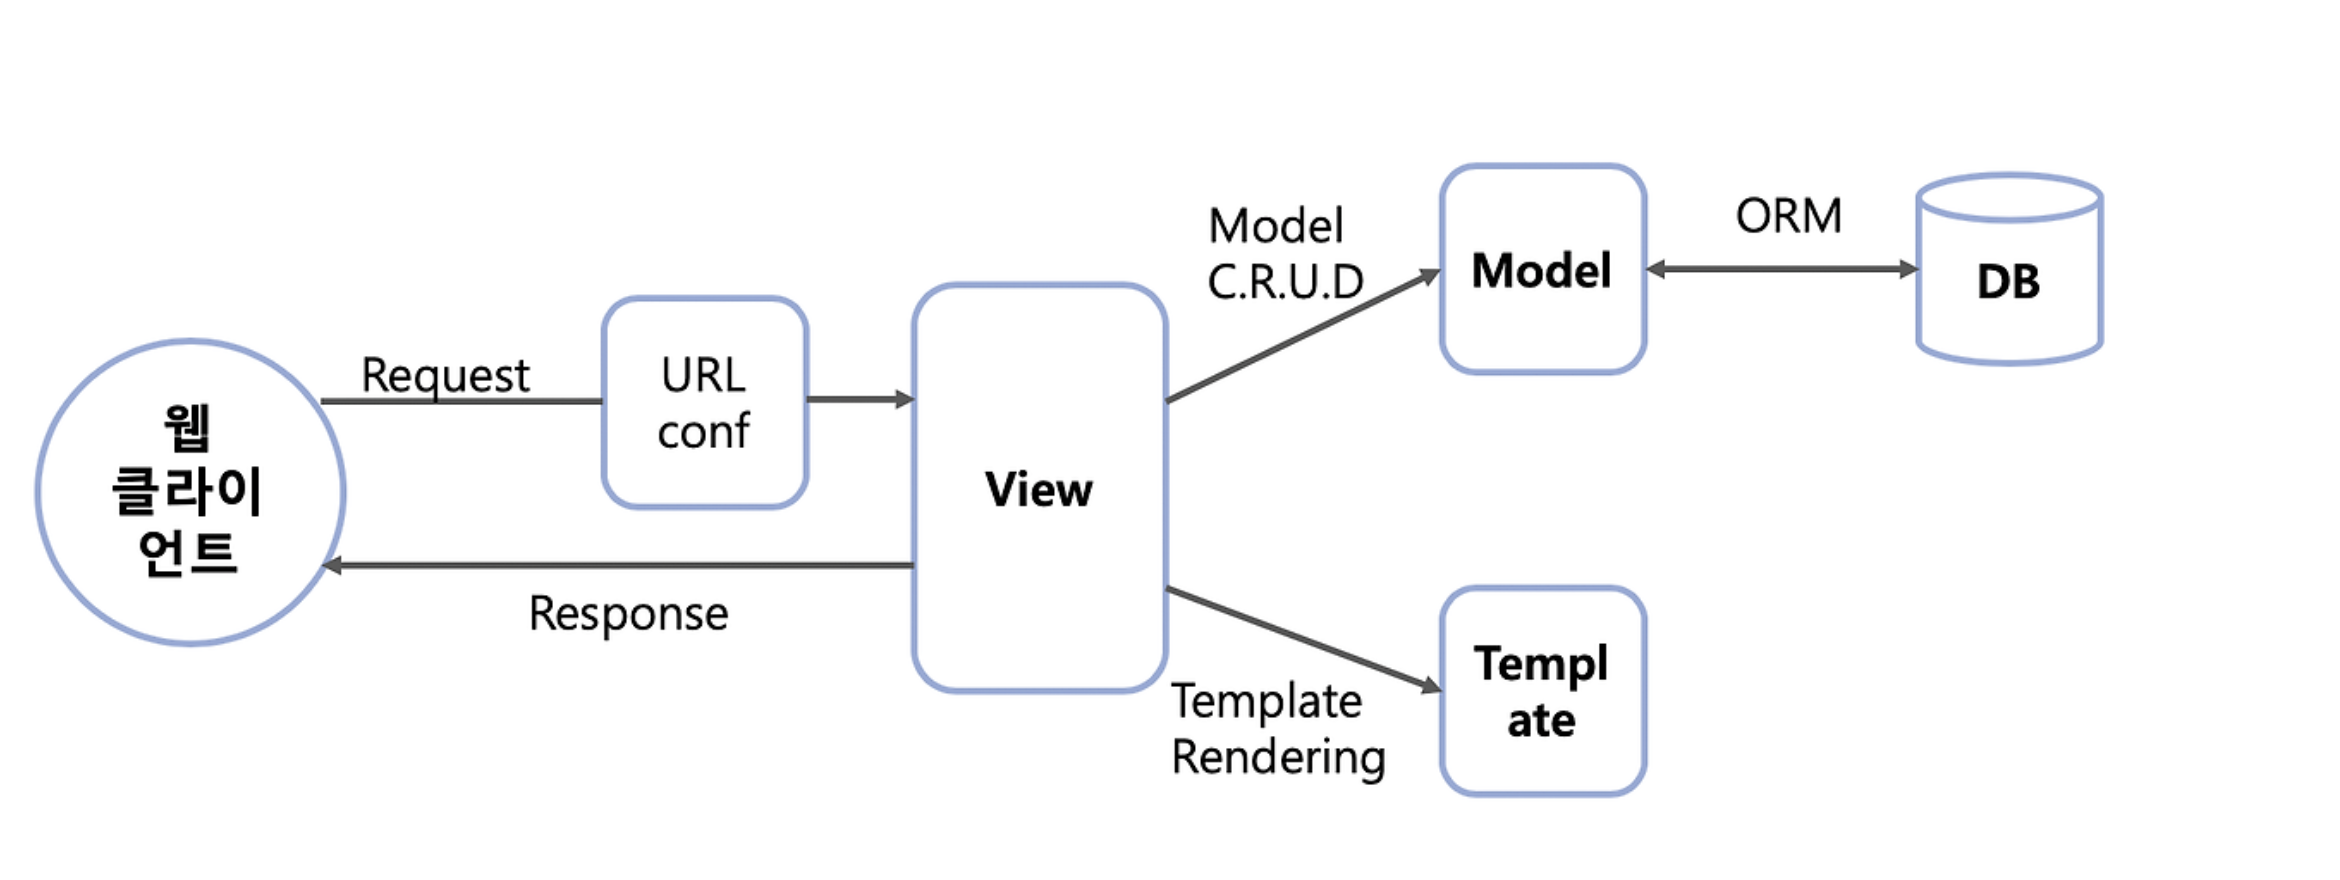 웹
클라이
언트
Request
URL
conf
Response
View
Model
C.R.U.D
Model
ORM
DB
Template
Rendering
Templ
ate